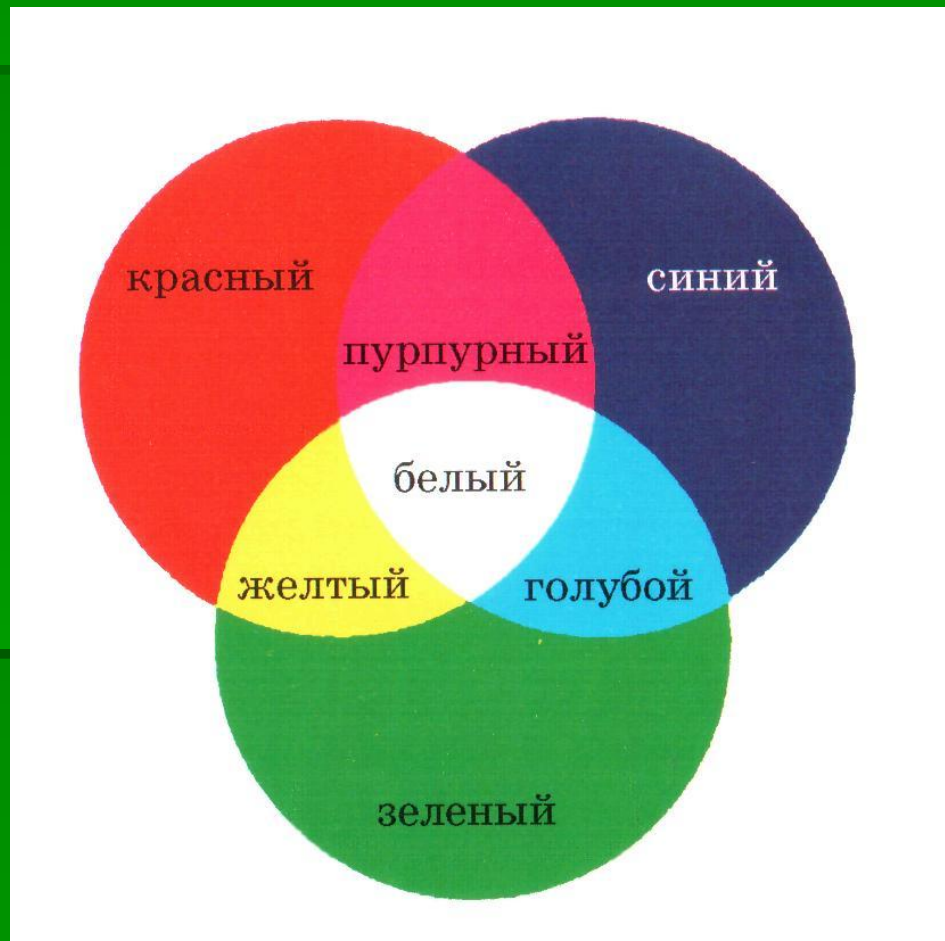 красный
синий
пурпурный
белый
желтый
голубой
зеленый